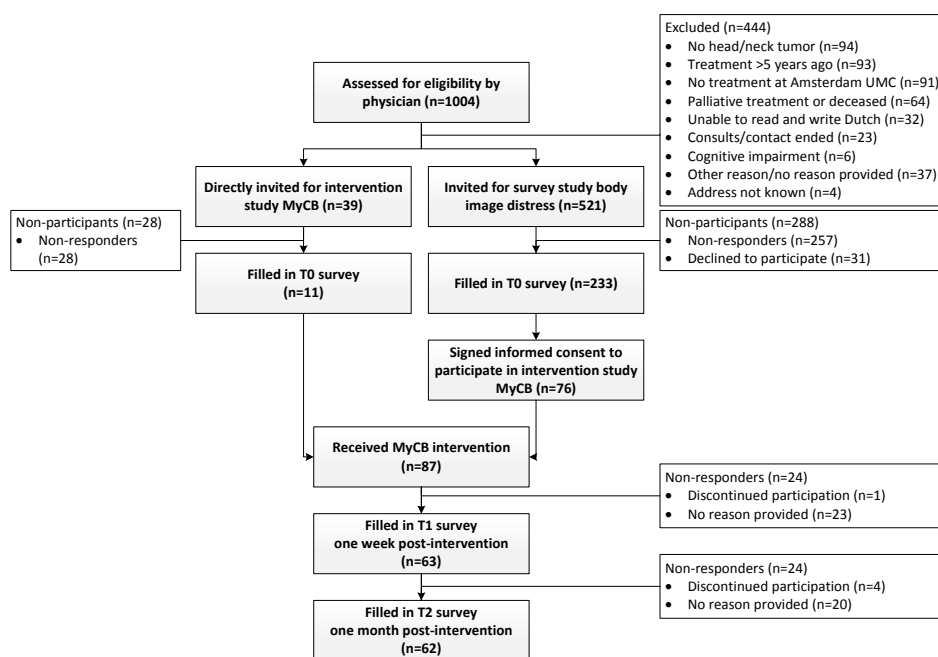 Excluded (n=444)
• No head/neck tumor (n=94)
• Treatment >5 years ago (n=93)
• No treatment at Amsterdam UMC (n=91)
• Palliative treatment or deceased (n=64)
• Unable to read and write Dutch (n=32)
• Consults/contact ended (n=23)
• Cognitive impairment (n=6)
• Other reason/no reason provided (n=37)
• Address not known (n=4)
Assessed for eligibility by
physician (n=1004)
Directly invited for intervention
study MyCB (n=39)
Invited for survey study body
image distress (n=521)
Non-participants (n=28)
• Non-responders
(n=28)
Non-participants (n=288)
• Non-responders (n=257)
• Declined to participate (n=31)
Filled in T0 survey
(n=11)
Filled in T0 survey (n=233)
Signed informed consent to
participate in intervention study
MyCB (n=76)
Received MyCB intervention
(n=87)
Non-responders (n=24)
• Discontinued participation (n=1)
• No reason provided (n=23)
Filled in T1 survey
one week post-intervention
(n=63)
Non-responders (n=24)
• Discontinued participation (n=4)
• No reason provided (n=20)
Filled in T2 survey
one month post-intervention
(n=62)